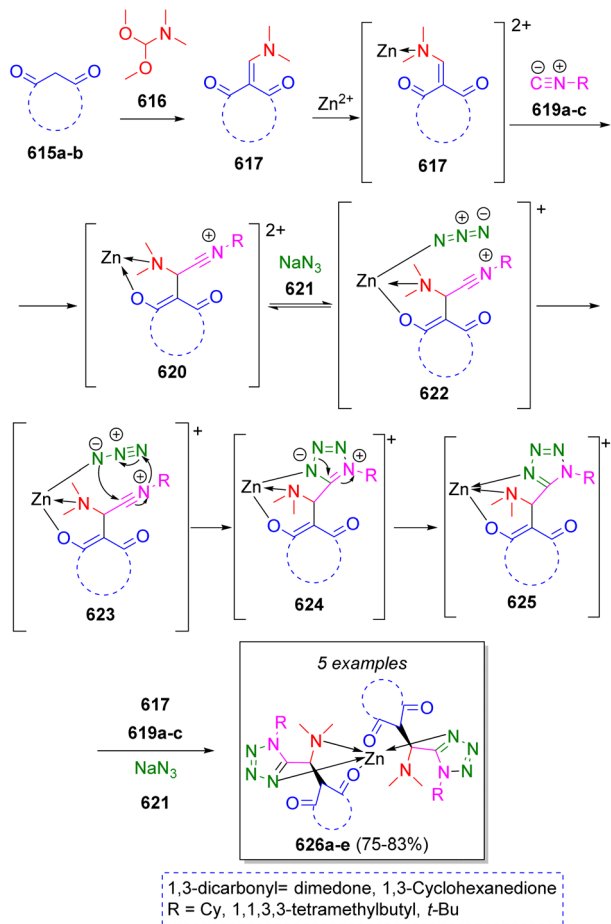 O
O
615a-b
O
O
N
616
N
O
O
617
Zn2+
Zn
N
O
O
617
2+
⊖ ⊕
C≡N-R
619a-c
Zn
N
⊕
N
R
O
O
620
2+
NaN3
621
⊕ ⊖
N=N=N
Zn
N
⊕
N
R
O
O
622
+
⊖ ⊕
N-N≡N
Zn
N
⊕
N
R
O
O
623
+
N
N
⊖
N
N
R
⊕
Zn
N
O
O
624
+
N
N
N
N
R
Zn
N
O
O
625
+
617
619a-c
NaN3
621
5 examples
R
N
N
N
N
N
O
O
Zn
O
O
N
N
N
N
N
R
626a-e (75-83%)
1,3-dicarbonyl= dimedone, 1,3-Cyclohexanedione
R = Cy, 1,1,3,3-tetramethylbutyl, t-Bu